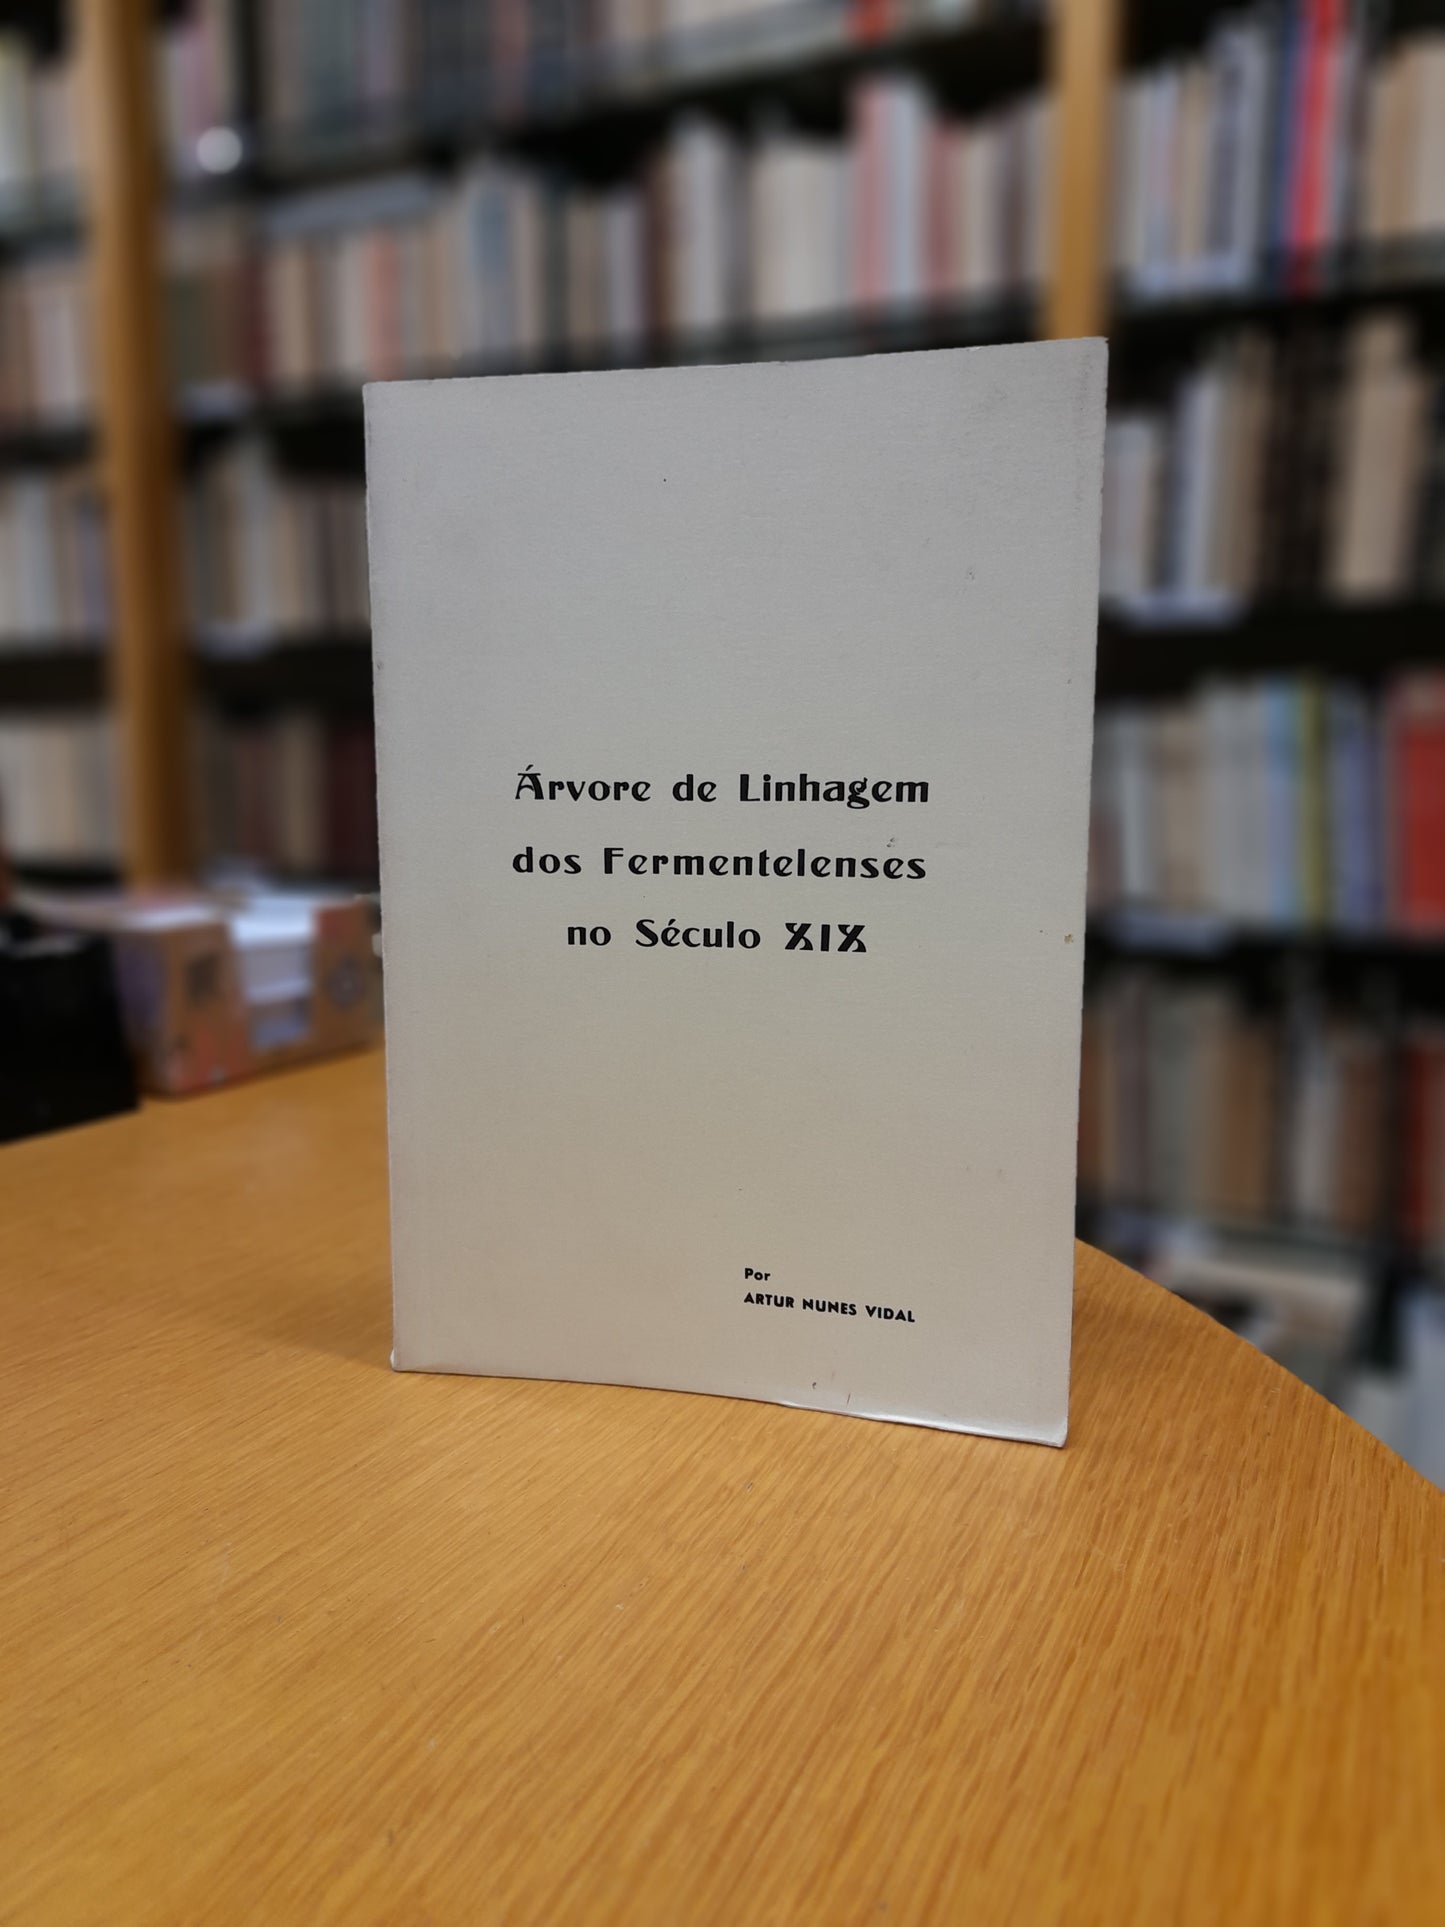 Árvore de Linhagem
dos Fermentelenses
no Século XIX
Por
ARTUR NUNES VIDAL